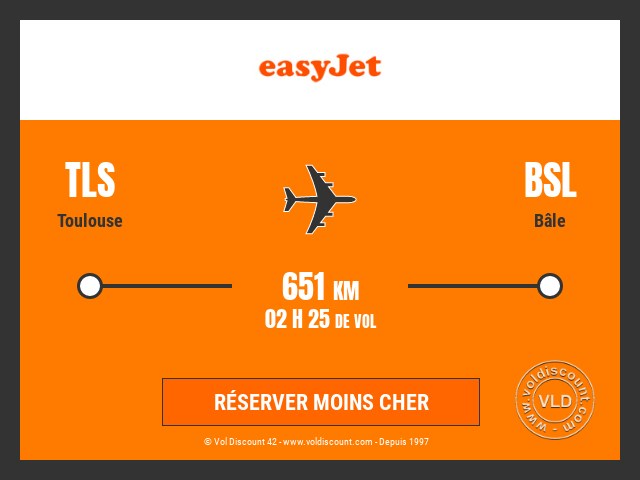 easyJet
TLS
Toulouse
BSL
Bâle
651 KM
02 H 25 DE VOL
RÉSERVER MOINS CHER
© Vol Discount 42 - www.voldiscount.com - Depuis 1997
www.voldiscount.com -
VLD